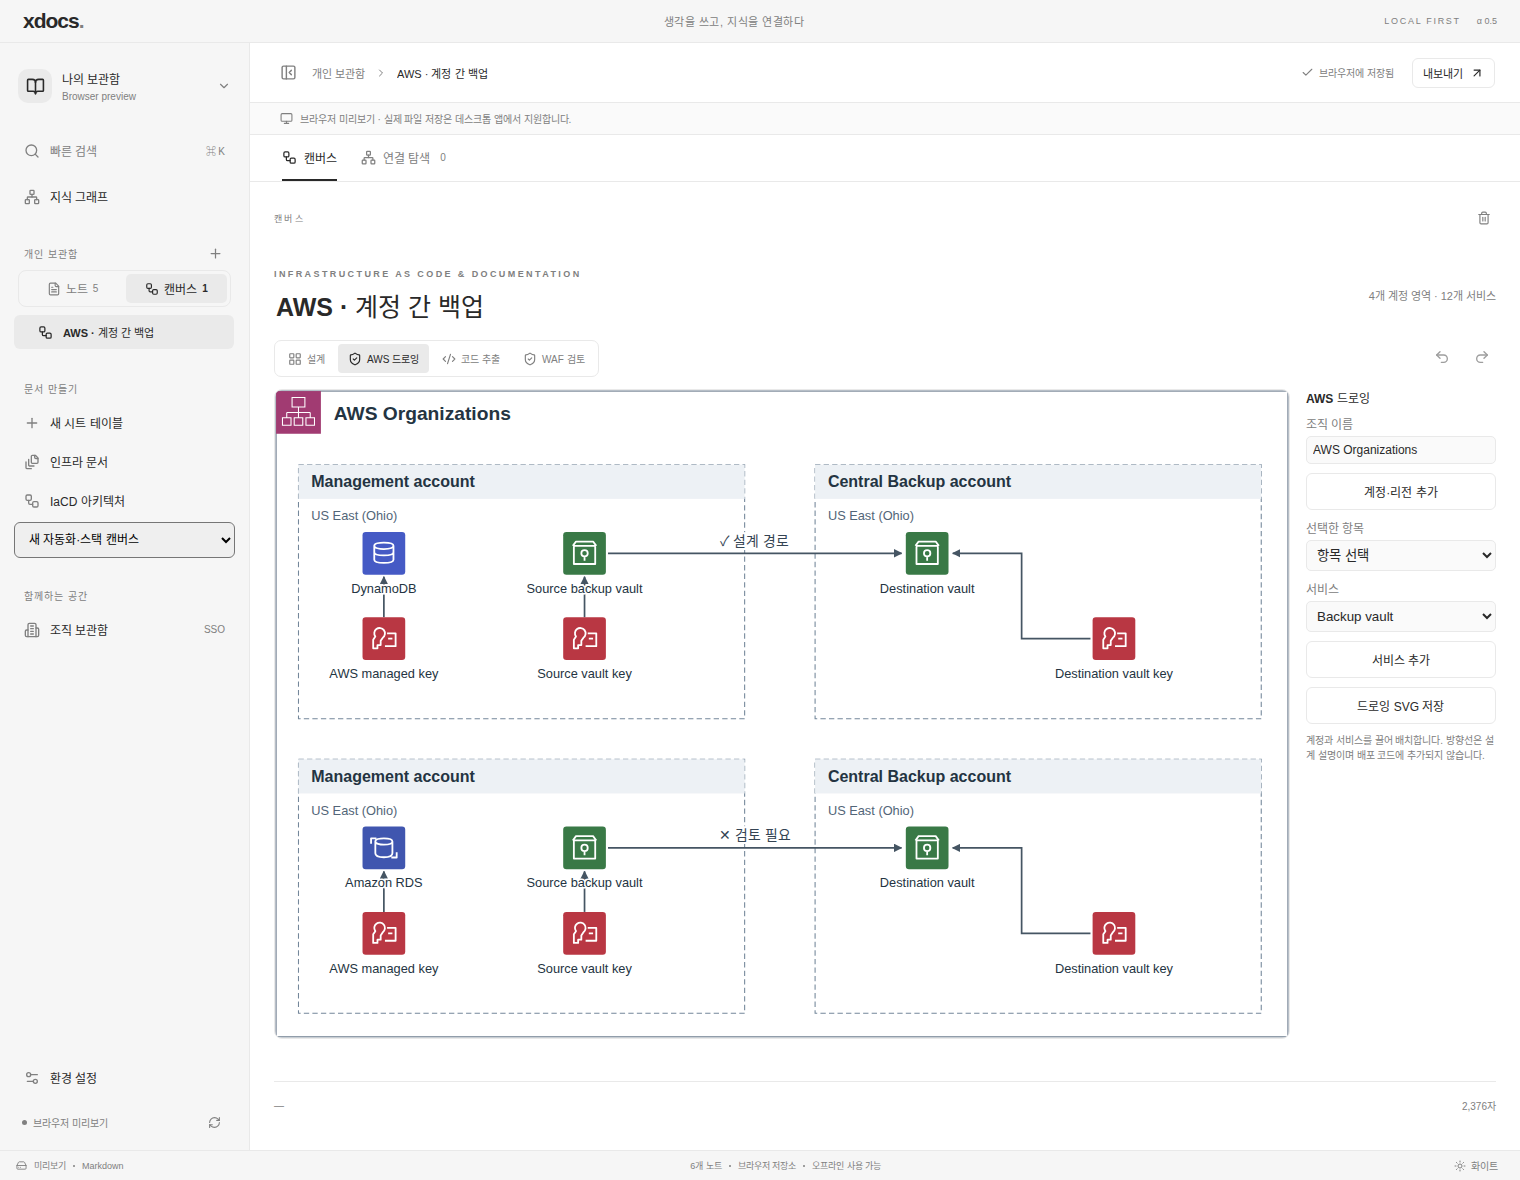 xdocs.
생각을 쓰고, 지식을 연결하다
LOCAL FIRST α 0.5
나의 보관함
Browser preview
빠른 검색 ⌘K
지식 그래프
개인 보관함
노트 5 캔버스 1
AWS · 계정 간 백업
문서 만들기
새 시트 테이블
인프라 문서
IaCD 아키텍처
새 자동화·스택 캔버스
함께하는 공간
조직 보관함 SSO
환경 설정
브라우저 미리보기
개인 보관함 AWS · 계정 간 백업
브라우저에 저장됨 내보내기
브라우저 미리보기 · 실제 파일 저장은 데스크톱 앱에서 지원합니다.
캔버스 연결 탐색 0
캔버스
INFRASTRUCTURE AS CODE & DOCUMENTATION
AWS · 계정 간 백업
4개 계정 영역 · 12개 서비스
설계 AWS 드로잉 코드 추출 WAF 검토
AWS Organizations
Management account
US East (Ohio)
DynamoDB
Source backup vault
AWS managed key
Source vault key
✓ 설계 경로
Central Backup account
US East (Ohio)
Destination vault
Destination vault key
Management account
US East (Ohio)
Amazon RDS
Source backup vault
AWS managed key
Source vault key
✕ 검토 필요
Central Backup account
US East (Ohio)
Destination vault
Destination vault key
AWS 드로잉
조직 이름
AWS Organizations
계정·리전 추가
선택한 항목
항목 선택
서비스
Backup vault
서비스 추가
드로잉 SVG 저장
계정과 서비스를 끌어 배치합니다. 방향선은 설
계 설명이며 배포 코드에 추가되지 않습니다.
— 2,376자
미리보기 · Markdown
6개 노트 · 브라우저 저장소 · 오프라인 사용 가능
화이트